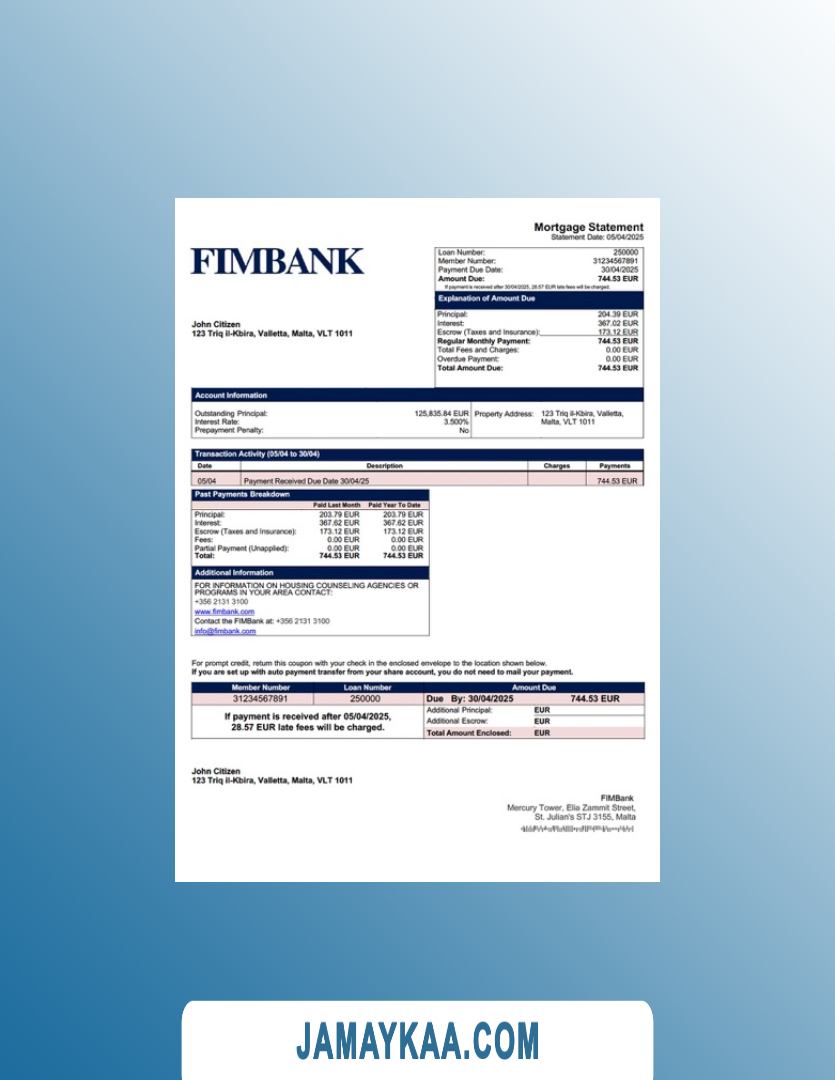 Mortgage Statement
Statement Date: 05/04/2025
FIMBANK
Loan Number: 250000
Member Number: 31234567891
Payment Due Date: 30/04/2025
Amount Due: 744.53 EUR
If payment is received after 30/04/2025, 28.57 EUR late fees will be charged.
Explanation of Amount Due
Principal: 204.39 EUR
Interest: 367.02 EUR
Escrow (Taxes and Insurance): 173.12 EUR
Regular Monthly Payment: 744.53 EUR
Total Fees and Charges: 0.00 EUR
Overdue Payment: 0.00 EUR
Total Amount Due: 744.53 EUR
John Citizen
123 Triq il-Kbira, Valletta, Malta, VLT 1011
Account Information
Outstanding Principal: 125,835.84 EUR
Interest Rate: 3.500%
Prepayment Penalty: No
Property Address: 123 Triq il-Kbira, Valletta,
Malta, VLT 1011
Transaction Activity (05/04 to 30/04)
Date Description Charges Payments
05/04 Payment Received Due Date 30/04/25 744.53 EUR
Past Payments Breakdown
Paid Last Month Paid Year To Date
Principal: 203.79 EUR 203.79 EUR
Interest: 367.62 EUR 367.62 EUR
Escrow (Taxes and Insurance): 173.12 EUR 173.12 EUR
Fees: 0.00 EUR 0.00 EUR
Partial Payment (Unapplied): 0.00 EUR 0.00 EUR
Total: 744.53 EUR 744.53 EUR
Additional Information
FOR INFORMATION ON HOUSING COUNSELING AGENCIES OR
PROGRAMS IN YOUR AREA CONTACT:
+356 2131 3100
www.fimbank.com
Contact the FIMBank at: +356 2131 3100
info@fimbank.com
For prompt credit, return this coupon with your check in the enclosed envelope to the location shown below.
If you are set up with auto payment transfer from your share account, you do not need to mail your payment.
Member Number Loan Number Amount Due
31234567891 250000 Due By: 30/04/2025 744.53 EUR
If payment is received after 05/04/2025,
28.57 EUR late fees will be charged.
Additional Principal: EUR
Additional Escrow: EUR
Total Amount Enclosed: EUR
John Citizen
123 Triq il-Kbira, Valletta, Malta, VLT 1011
FIMBank
Mercury Tower, Elia Zammit Street,
St. Julian's STJ 3155, Malta
JAMAYKAA.COM